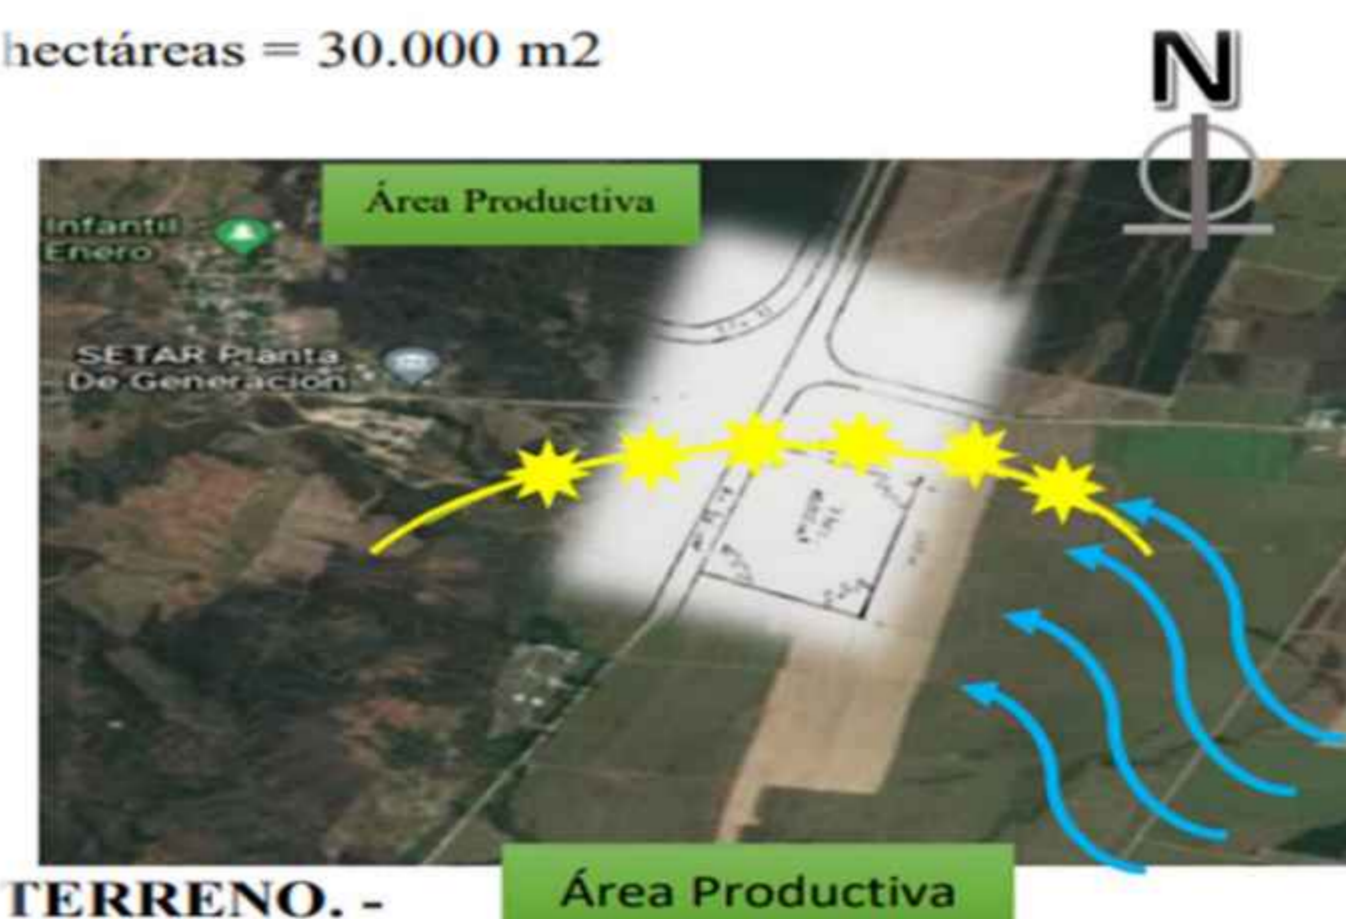 hectáreas = 30.000 m2
N
Área Productiva
Infantil
Enero
SETAR Planta
De Generación
TERRENO. -
Área Productiva